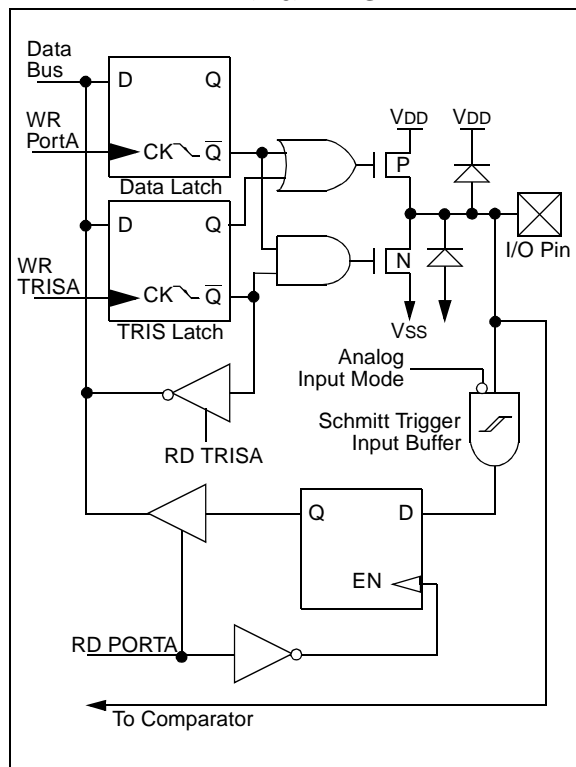 Data
Bus
D
Q
VDD
VDD
WR
PortA
CK
Q
P
Data Latch
D
Q
I/O Pin
N
WR
TRISA
CK
Q
VSS
TRIS Latch
Analog
Input Mode
Schmitt Trigger
Input Buffer
RD TRISA
Q
D
EN
RD PORTA
To Comparator